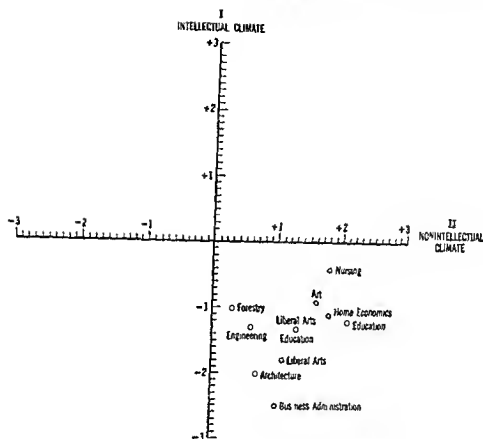 I
INTELLECTUAL CLIMATE
+3
+2
+1
-3 -2 -1 +1 +2 +3
II
NONINTELLECTUAL
CLIMATE
Nursing
Art
-1
Forestry
Home Economics
Liberal Arts
Education
Engineering
Education
Liberal Arts
-2
Architecture
Business Administration
-3